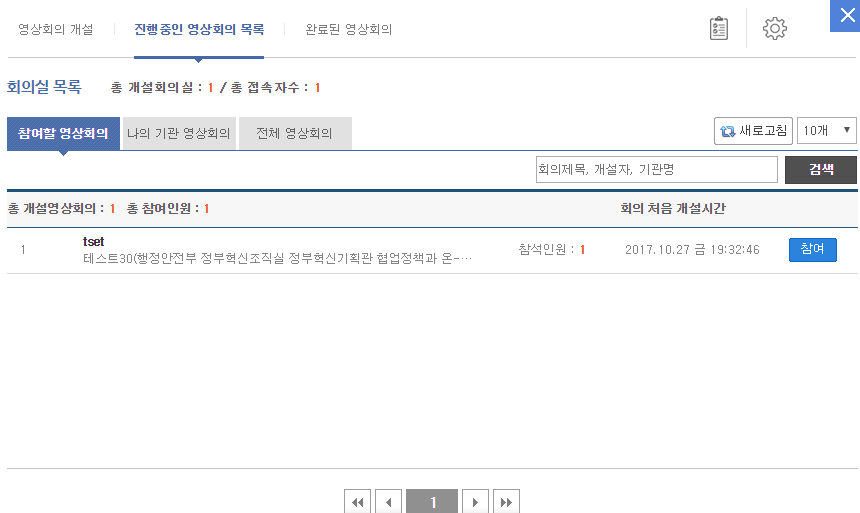 영상회의 개설 진행중인 영상회의 목록 완료된 영상회의
회의실 목록 총 개설회의실 : 1 / 총 접속자수 : 1
참여할 영상회의 나의 기관 영상회의 전체 영상회의 새로고침 10개
회의제목, 개설자, 기관명 검색
총 개설영상회의 : 1 총 참여인원 : 1 회의 처음 개설시간
1 tset 참석인원 : 1 2017.10.27 금 19:32:46 참여
테스트30(행정안전부 정부혁신조직실 정부혁신기획관 협업정책과 온-…
1